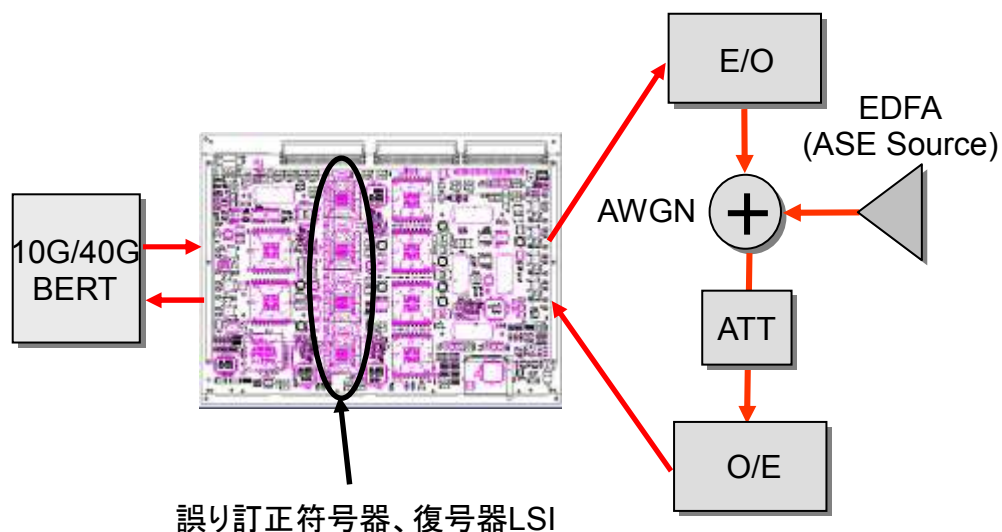 E/O
EDFA
(ASE Source)
AWGN
10G/40G
BERT
ATT
O/E
誤り訂正符号器、復号器LSI